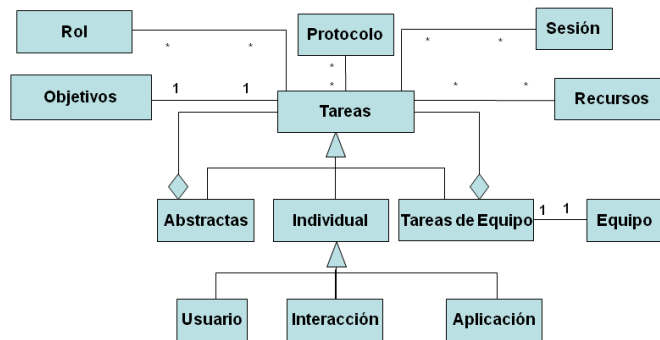 Rol
Protocolo
Sesión
* *
* *
*
*
Objetivos
1 1
Tareas
* *
Recursos
Abstractas
Individual
Tareas de Equipo
1 1
Equipo
Usuario
Interacción
Aplicación